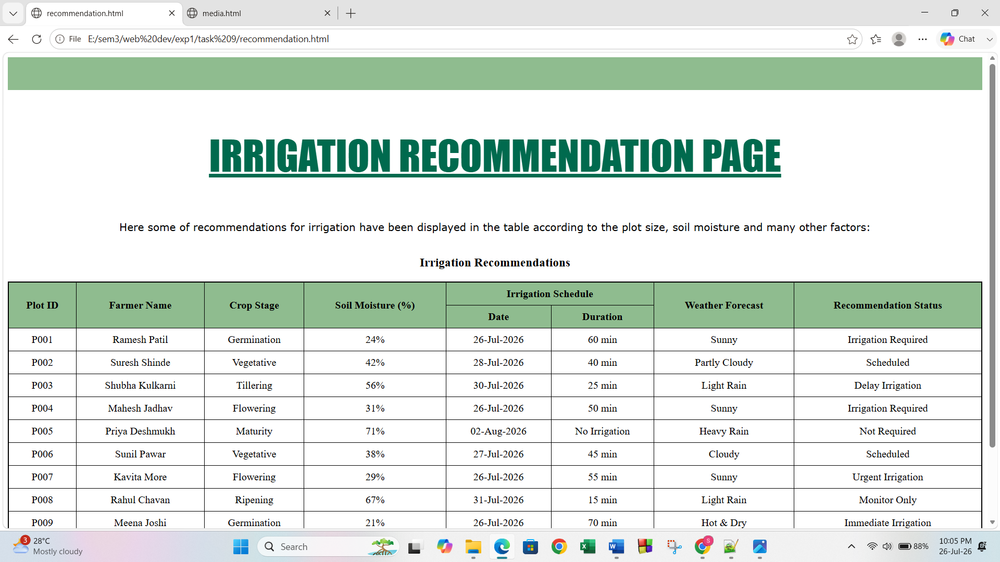 recommendation.html
media.html
File E:/sem3/web%20dev/exp1/task%209/recommendation.html
Chat
IRRIGATION RECOMMENDATION PAGE
Here some of recommendations for irrigation have been displayed in the table according to the plot size, soil moisture and many other factors:
Irrigation Recommendations
Plot ID Farmer Name Crop Stage Soil Moisture (%) Irrigation Schedule Weather Forecast Recommendation Status
Date Duration
P001 Ramesh Patil Germination 24% 26-Jul-2026 60 min Sunny Irrigation Required
P002 Suresh Shinde Vegetative 42% 28-Jul-2026 40 min Partly Cloudy Scheduled
P003 Shubha Kulkarni Tillering 56% 30-Jul-2026 25 min Light Rain Delay Irrigation
P004 Mahesh Jadhav Flowering 31% 26-Jul-2026 50 min Sunny Irrigation Required
P005 Priya Deshmukh Maturity 71% 02-Aug-2026 No Irrigation Heavy Rain Not Required
P006 Sunil Pawar Vegetative 38% 27-Jul-2026 45 min Cloudy Scheduled
P007 Kavita More Flowering 29% 26-Jul-2026 55 min Sunny Urgent Irrigation
P008 Rahul Chavan Ripening 67% 31-Jul-2026 15 min Light Rain Monitor Only
P009 Meena Joshi Germination 21% 26-Jul-2026 70 min Hot & Dry Immediate Irrigation
3
28°C
Mostly cloudy
Search
S
88%
10:05 PM
26-Jul-26